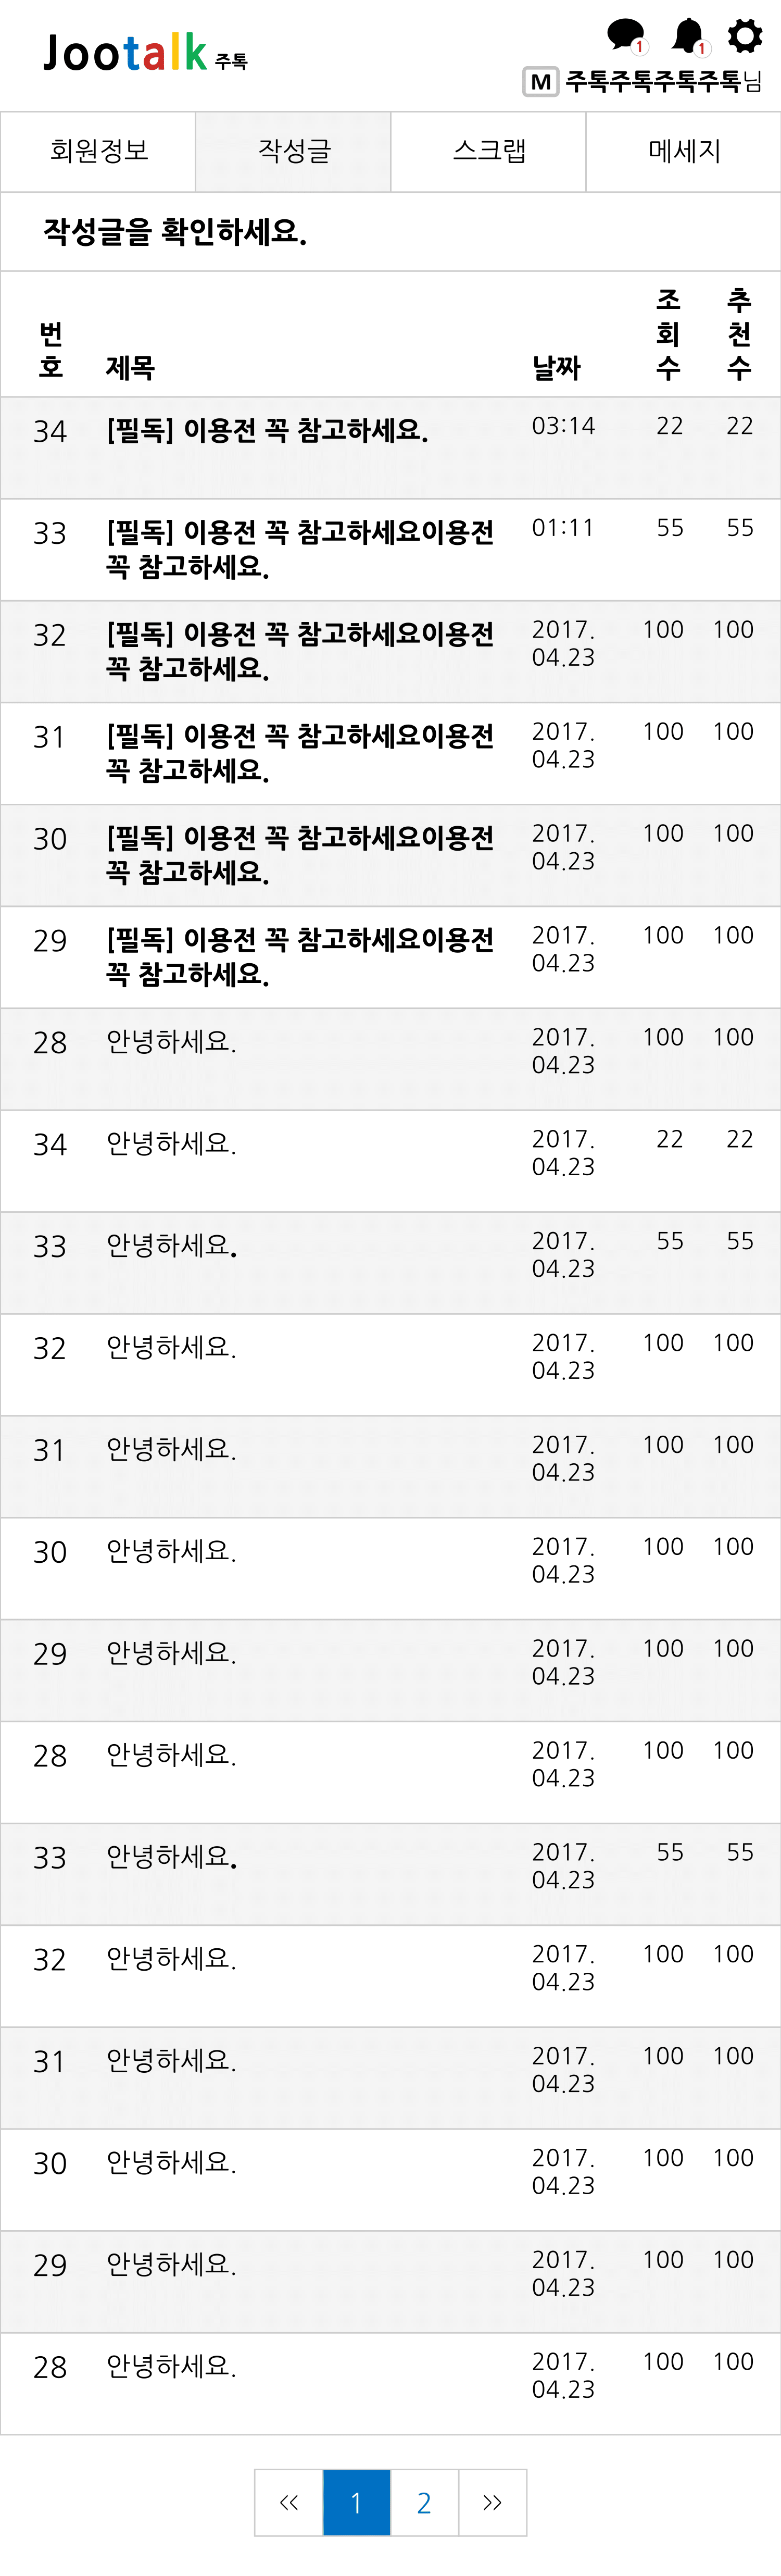 Jootalk 주톡
1 1
M 주톡주톡주톡주톡님
회원정보 작성글 스크랩 메세지
작성글을 확인하세요.
번호 제목 날짜 조회수 추천수
34 [필독] 이용전 꼭 참고하세요. 03:14 22 22
33 [필독] 이용전 꼭 참고하세요이용전 01:11 55 55
꼭 참고하세요.
32 [필독] 이용전 꼭 참고하세요이용전 2017. 100 100
꼭 참고하세요. 04.23
31 [필독] 이용전 꼭 참고하세요이용전 2017. 100 100
꼭 참고하세요. 04.23
30 [필독] 이용전 꼭 참고하세요이용전 2017. 100 100
꼭 참고하세요. 04.23
29 [필독] 이용전 꼭 참고하세요이용전 2017. 100 100
꼭 참고하세요. 04.23
28 안녕하세요. 2017. 100 100
04.23
34 안녕하세요. 2017. 22 22
04.23
33 안녕하세요. 2017. 55 55
04.23
32 안녕하세요. 2017. 100 100
04.23
31 안녕하세요. 2017. 100 100
04.23
30 안녕하세요. 2017. 100 100
04.23
29 안녕하세요. 2017. 100 100
04.23
28 안녕하세요. 2017. 100 100
04.23
33 안녕하세요. 2017. 55 55
04.23
32 안녕하세요. 2017. 100 100
04.23
31 안녕하세요. 2017. 100 100
04.23
30 안녕하세요. 2017. 100 100
04.23
29 안녕하세요. 2017. 100 100
04.23
28 안녕하세요. 2017. 100 100
04.23
<< 1 2 >>